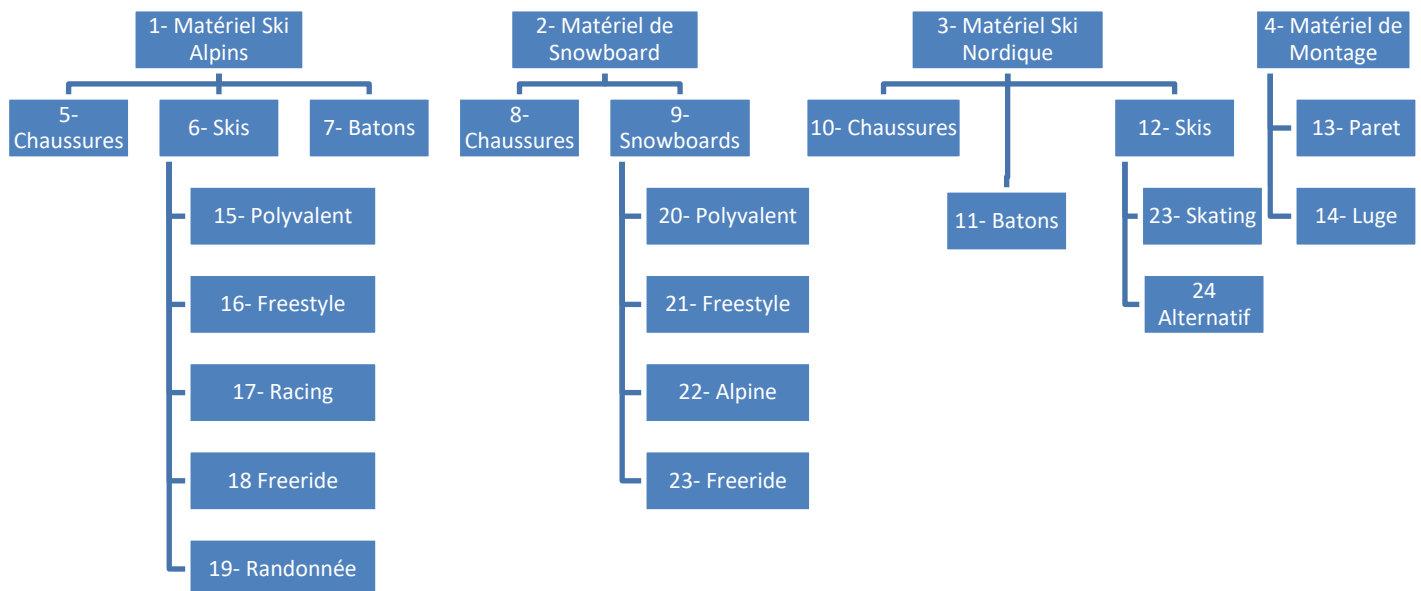 1- Matériel Ski
Alpins
2- Matériel de
Snowboard
3- Matériel Ski
Nordique
4- Matériel de
Montage
5-
Chaussures
6- Skis
7- Batons
8-
Chaussures
9-
Snowboards
10- Chaussures
12- Skis
13- Paret
15- Polyvalent
20- Polyvalent
11- Batons
23- Skating
14- Luge
16- Freestyle
21- Freestyle
24
Alternatif
17- Racing
22- Alpine
18 Freeride
23- Freeride
19- Randonnée